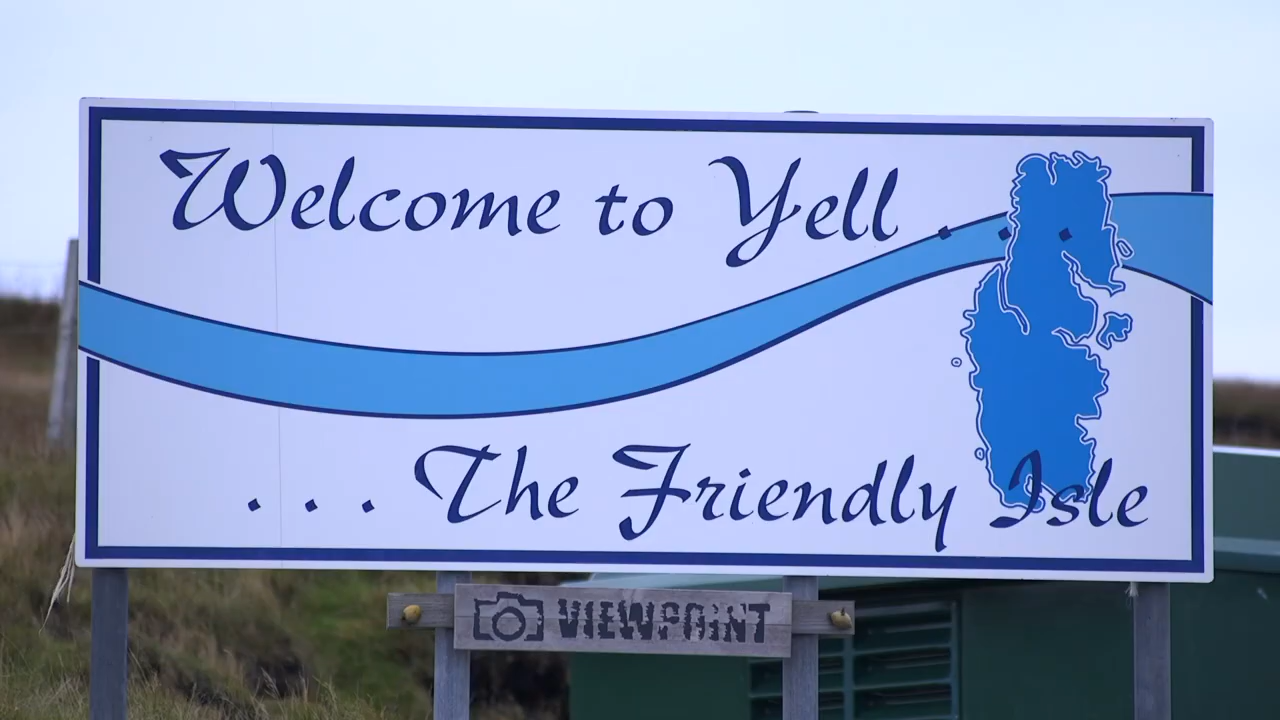 Welcome to Yell . . .
. . . The Friendly Isle
VIEWPOINT